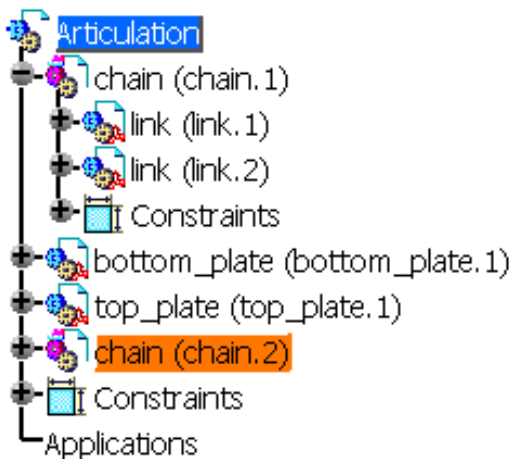 Articulation
chain (chain.1)
link (link.1)
link (link.2)
Constraints
bottom_plate (bottom_plate.1)
top_plate (top_plate.1)
chain (chain.2)
Constraints
Applications